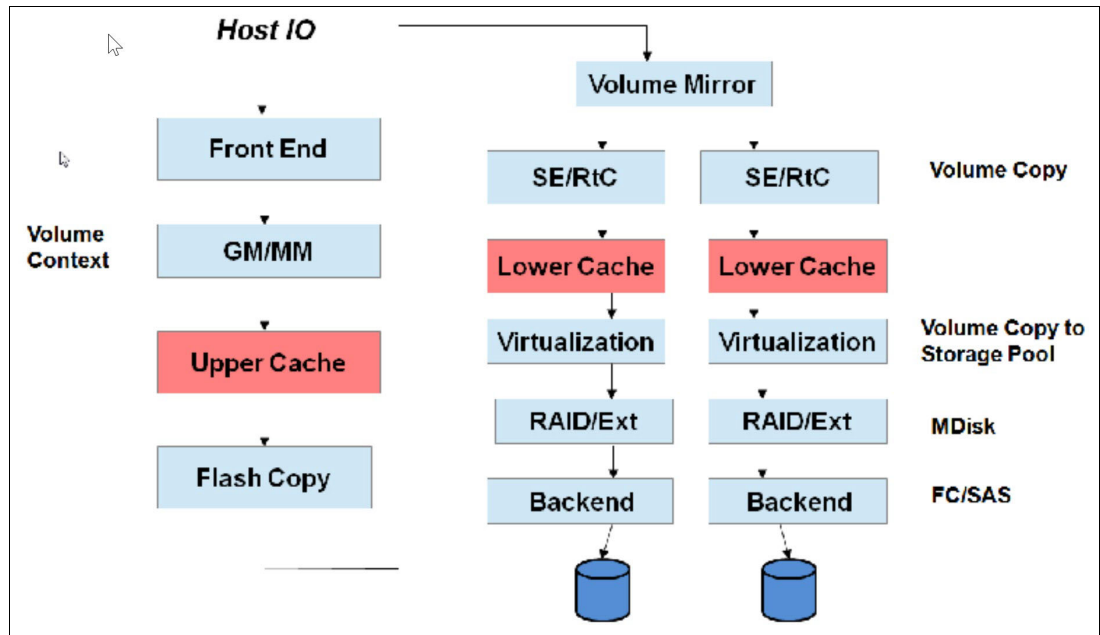 Host IO
Front End
Volume
Context
GM/MM
Upper Cache
Flash Copy
Volume Mirror
SE/RtC
SE/RtC
Volume Copy
Lower Cache
Lower Cache
Virtualization
Virtualization
Volume Copy to
Storage Pool
RAID/Ext
RAID/Ext
MDisk
Backend
Backend
FC/SAS